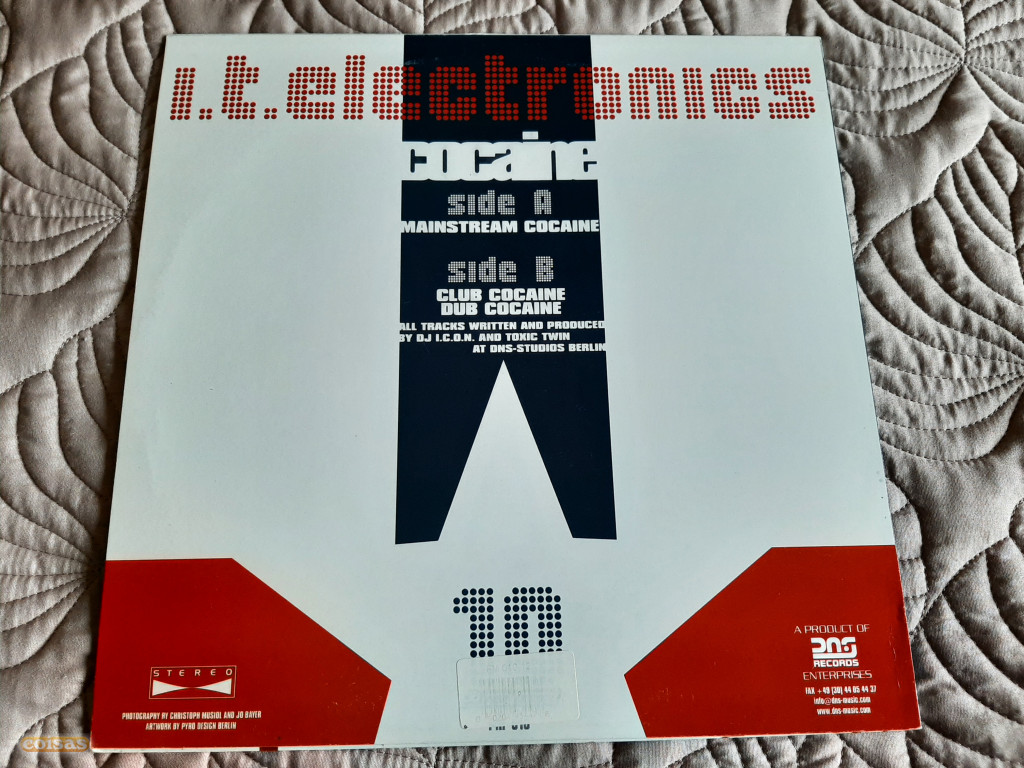 i.t.electronics
cocaine
side A
MAINSTREAM COCAINE
side B
CLUB COCAINE
DUB COCAINE
ALL TRACKS WRITTEN AND PRODUCED
BY DJ I.C.O.N. AND TOXIC TWIN
AT DNS-STUDIOS BERLIN
10
STEREO
PHOTOGRAPHY BY CHRISTOPH MUSIOL AND JO BAYER
ARTWORK BY PYRO DESIGN BERLIN
A PRODUCT OF
DNS
RECORDS
ENTERPRISES
FAX +49 (30) 44 05 44 37
info@dns-music.com
www.dns-music.com
coisas